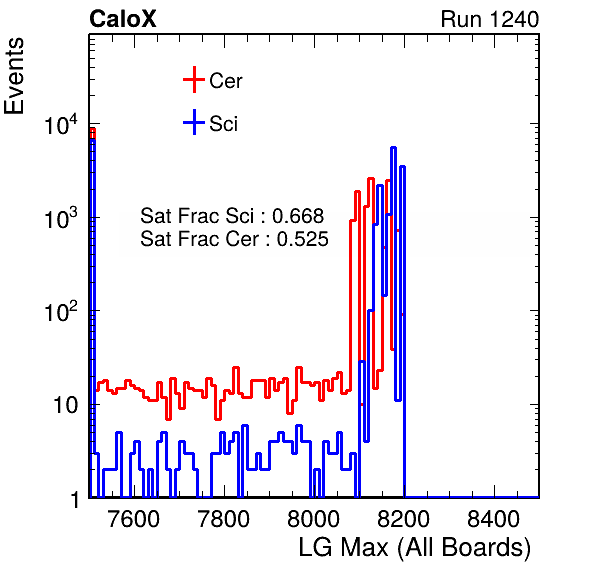 CaloX Run 1240
Events
Cer
Sci
Sat Frac Sci : 0.668
Sat Frac Cer : 0.525
10^4
10^3
10^2
10
1
7600 7800 8000 8200 8400
LG Max (All Boards)